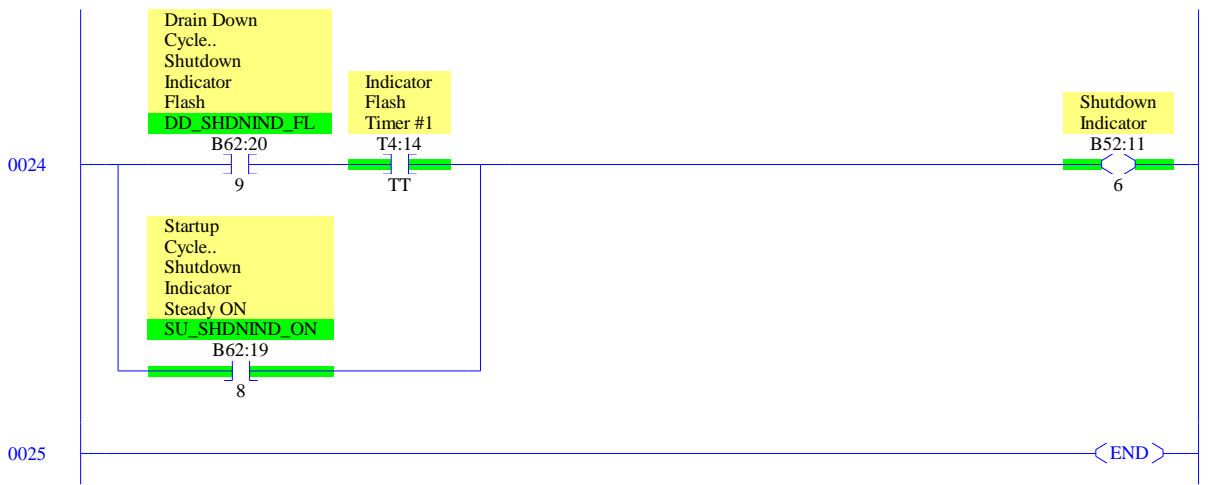 Drain Down
Cycle..
Shutdown
Indicator
Flash
DD_SHDNIND_FL
B62:20
9
Indicator
Flash
Timer #1
T4:14
TT
Shutdown
Indicator
B52:11
6
0024
Startup
Cycle..
Shutdown
Indicator
Steady ON
SU_SHDNIND_ON
B62:19
8
0025
END